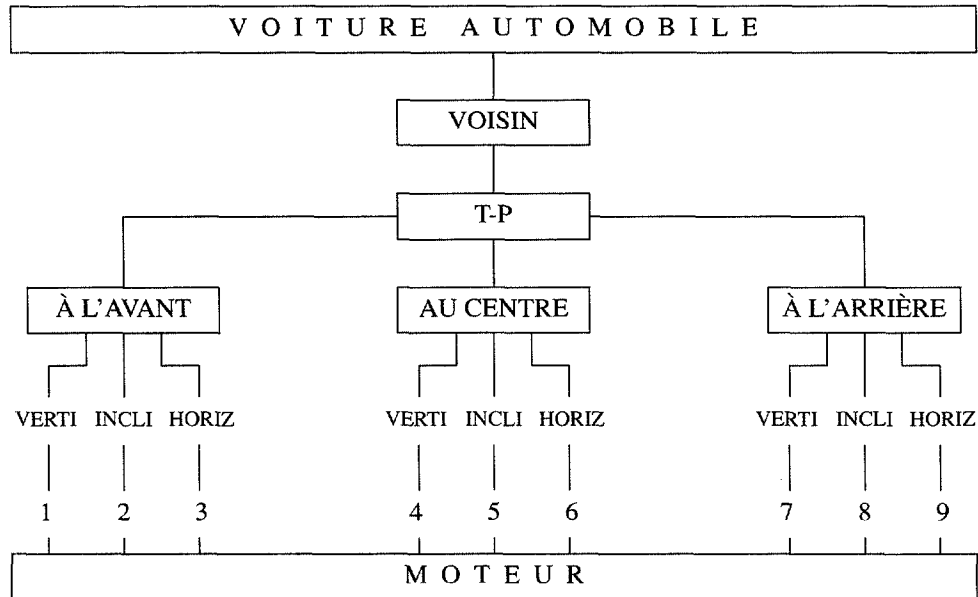 VOITURE AUTOMOBILE
VOISIN
T-P
À L'AVANT AU CENTRE À L'ARRIÈRE
VERTI INCLI HORIZ VERTI INCLI HORIZ VERTI INCLI HORIZ
1 2 3 4 5 6 7 8 9
MOTEUR